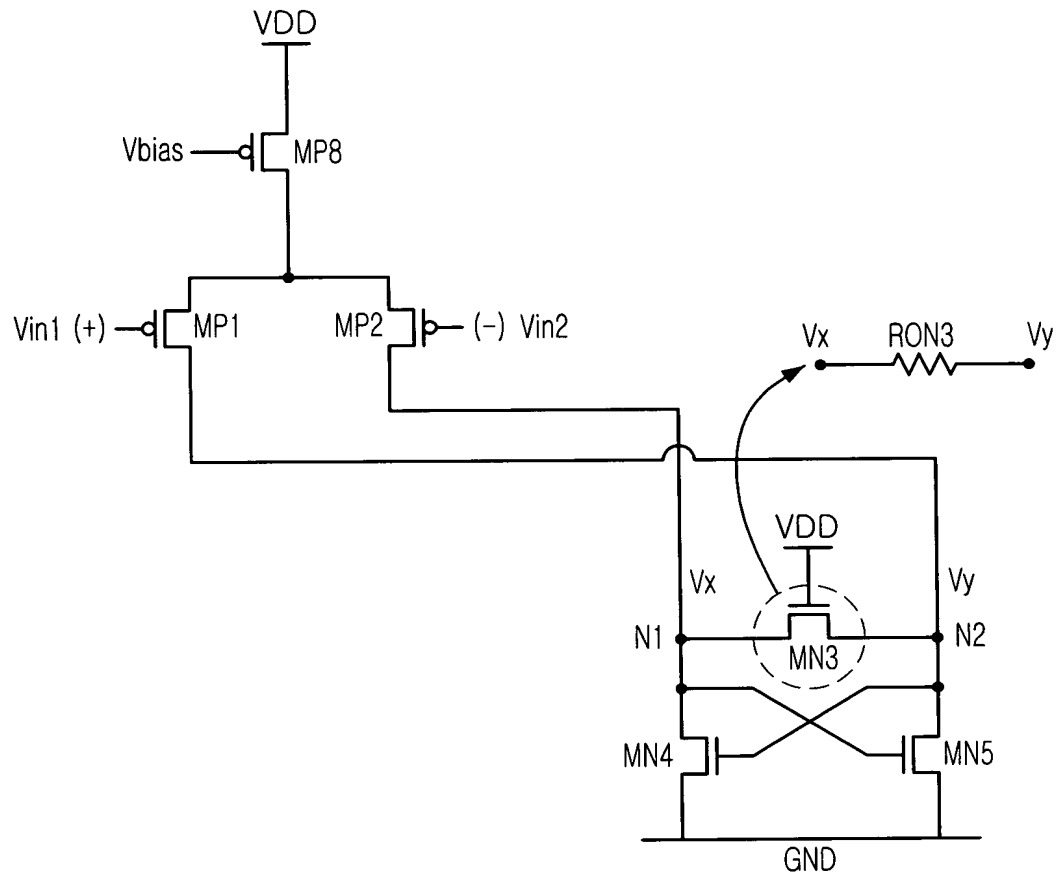 VDD
Vbias
MP8
Vin1 (+)
MP1
MP2
(-) Vin2
Vx
RON3
Vy
VDD
Vx
Vy
N1
MN3
N2
MN4
MN5
GND